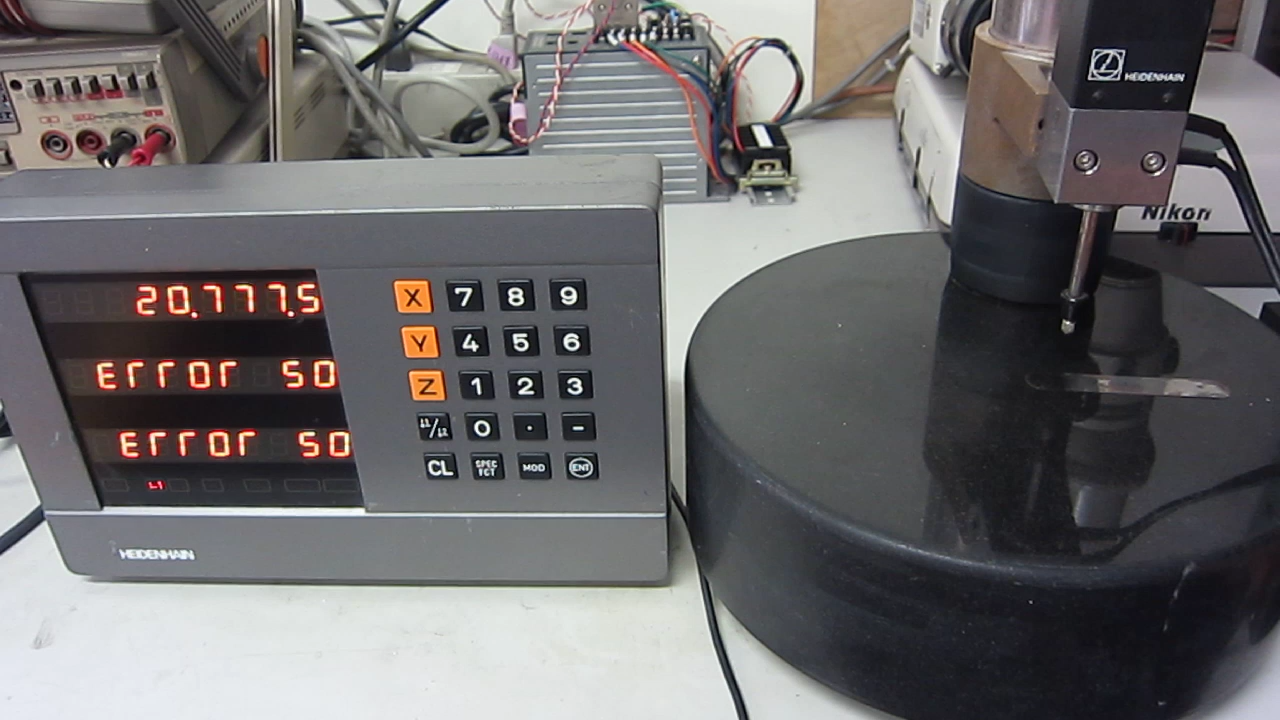 HEIDENHAIN
Nikon
20.777.5
Error 50
Error 50
X 7 8 9
Y 4 5 6
Z 1 2 3
0 . -
CL SPEC FCT MOD ENT
HEIDENHAIN